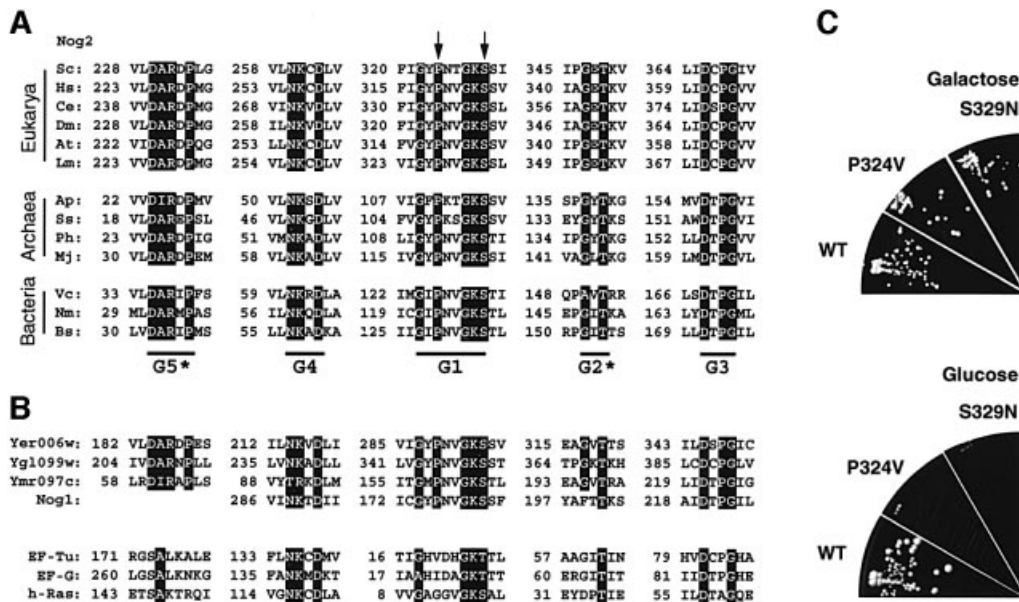 A
Nog2
Eukarya
Sc: 228 VLDARDPLG 258 VLNKCDLV 320 FIGYPNTGKSSI 345 IPGETKV 364 LIDCPGIV
Hs: 223 VLDARDPMG 253 VLNKCDLV 315 FIGYPNVGKSSV 340 IAGETKV 358 LIDCPGVV
Ce: 238 VVDARDPMG 268 VINKVDLV 330 FIGYPNVGKSSL 356 IAGETKV 374 LIDSPGVV
Dm: 320 VLDARDPMG 258 ILNKVDLV 320 FIGYPNVGKSSV 346 IAGETKV 364 LIDCPGVV
At: 222 VIDARDPQG 253 LLNKCDLV 314 FVGYPNVGKSSV 340 IPGETKV 358 LIDCPGVV
Lm: 223 VVDARDPMG 254 VLNKCDLV 323 VIGYPNVGKSSL 349 IPGETKV 367 LIDCPGVV
Archaea
Ap: 22 VVDIRDPMV 50 VLNKSDLV 107 VIGFPKTGKSSV 135 SPGYTKG 154 MVDTPGVI
Ss: 18 VLDAREPSL 46 VLNKGDLV 104 FVGYPKSGKSSV 133 EYGYTKS 151 AWDTPGVI
Ph: 23 VVDARDPIG 51 VMNKADLV 108 LIGYPNVGKSSI 134 IPGYTKG 152 LLDTPGVV
Mj: 30 VLDARDPEM 58 VLNKADLV 115 IVGYPNVGKSSI 141 VAGLTKG 159 LMDTPGVL
Bacteria
Vc: 33 VLDARIPFS 59 VLNKRDLA 122 IMGIPNVGKSTI 148 QPAVTRR 166 LSDTPGIL
Nm: 29 MLDARMPAS 56 ILNKQDLA 119 ICGIPNVGKSTL 145 GPGITKA 163 LYDTPGML
Bs: 30 LVDARIPMS 55 LLNKADKA 125 IIGIPNVGKSTL 150 RPGITTS 169 LLDTPGIL
G5* G4 G1 G2* G3
B
Yer006w: 182 VLDARDPES 212 ILNKVDLI 285 VIGYPNVGKSSV 315 EAGVTTS 343 ILDSPGIC
Ygl099w: 204 IVDARNPLL 235 LVNKADLL 341 LVGYPNVGKSST 364 TPGKTKH 385 LCDCPGLV
Ymr097c: 58 LRDIRAPLS 88 VYTRKDLM 155 ITGMPNVGKSTL 193 EAGVTRA 219 LIDTPGIG
Nog1: 286 VINKTDII 172 ICGYPNVGKSSF 197 YAFTTKS 218 AIDTPGIL
EF-Tu: 171 RGSALKALE 133 FLNKCDMV 16 TIGHVDHGKTTL 57 AAGITIN 79 HVDCPGHA
EF-G: 260 LGSALKNKG 135 FANKMDKT 17 IAAHIDAGKTTT 60 ERGITIT 81 IIDTPGHE
h-Ras: 143 ETSAKTRQI 114 VGNKCDLA 8 VVGAGGVGKSAL 31 EYDPTIE 55 ILDTAGQE
C
Galactose
S329N
P324V
WT
Glucose
S329N
P324V
WT